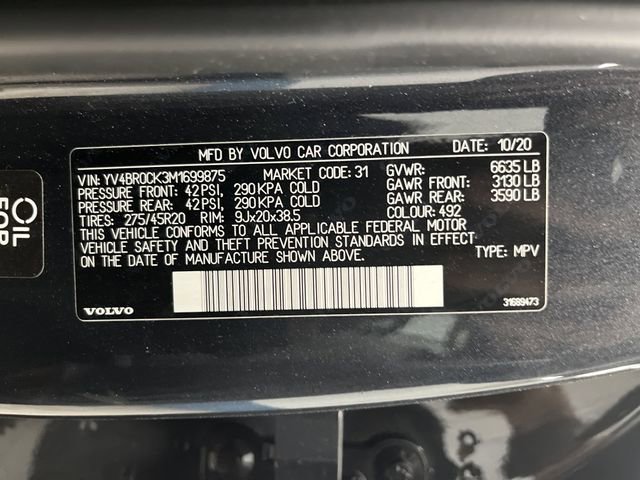 MFD BY VOLVO CAR CORPORATION DATE: 10/20
VIN: YV4BR0CK3M1699875 MARKET CODE: 31 GVWR: 6635 LB
PRESSURE FRONT: 42 PSI, 290 KPA COLD GAWR FRONT: 3130 LB
PRESSURE REAR: 42 PSI, 290 KPA COLD GAWR REAR: 3590 LB
TIRES: 275/45R20 RIM: 9Jx20x38.5 COLOUR: 492
THIS VEHICLE CONFORMS TO ALL APPLICABLE FEDERAL MOTOR
VEHICLE SAFETY AND THEFT PREVENTION STANDARDS IN EFFECT
ON THE DATE OF MANUFACTURE SHOWN ABOVE. TYPE: MPV
VOLVO 31689473
OIL
FOR